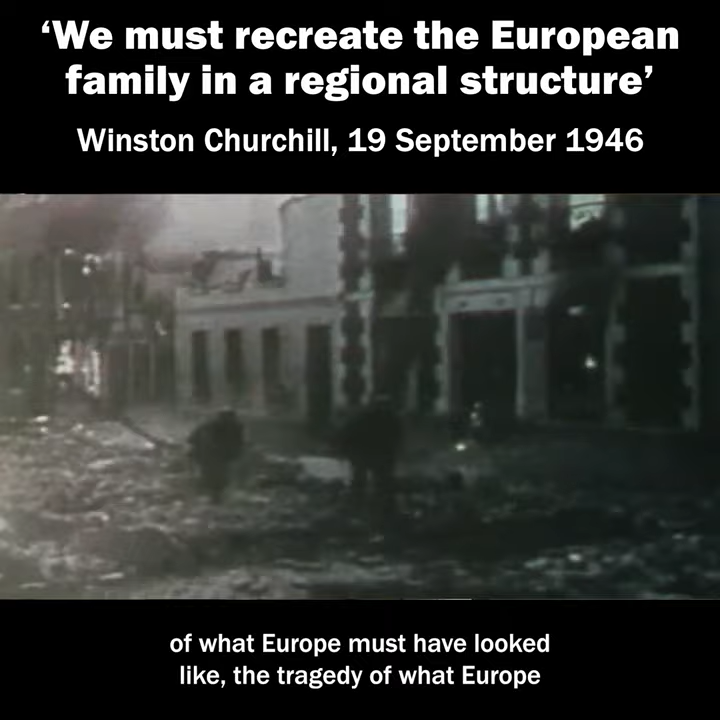 ‘We must recreate the European
family in a regional structure’
Winston Churchill, 19 September 1946
of what Europe must have looked
like, the tragedy of what Europe